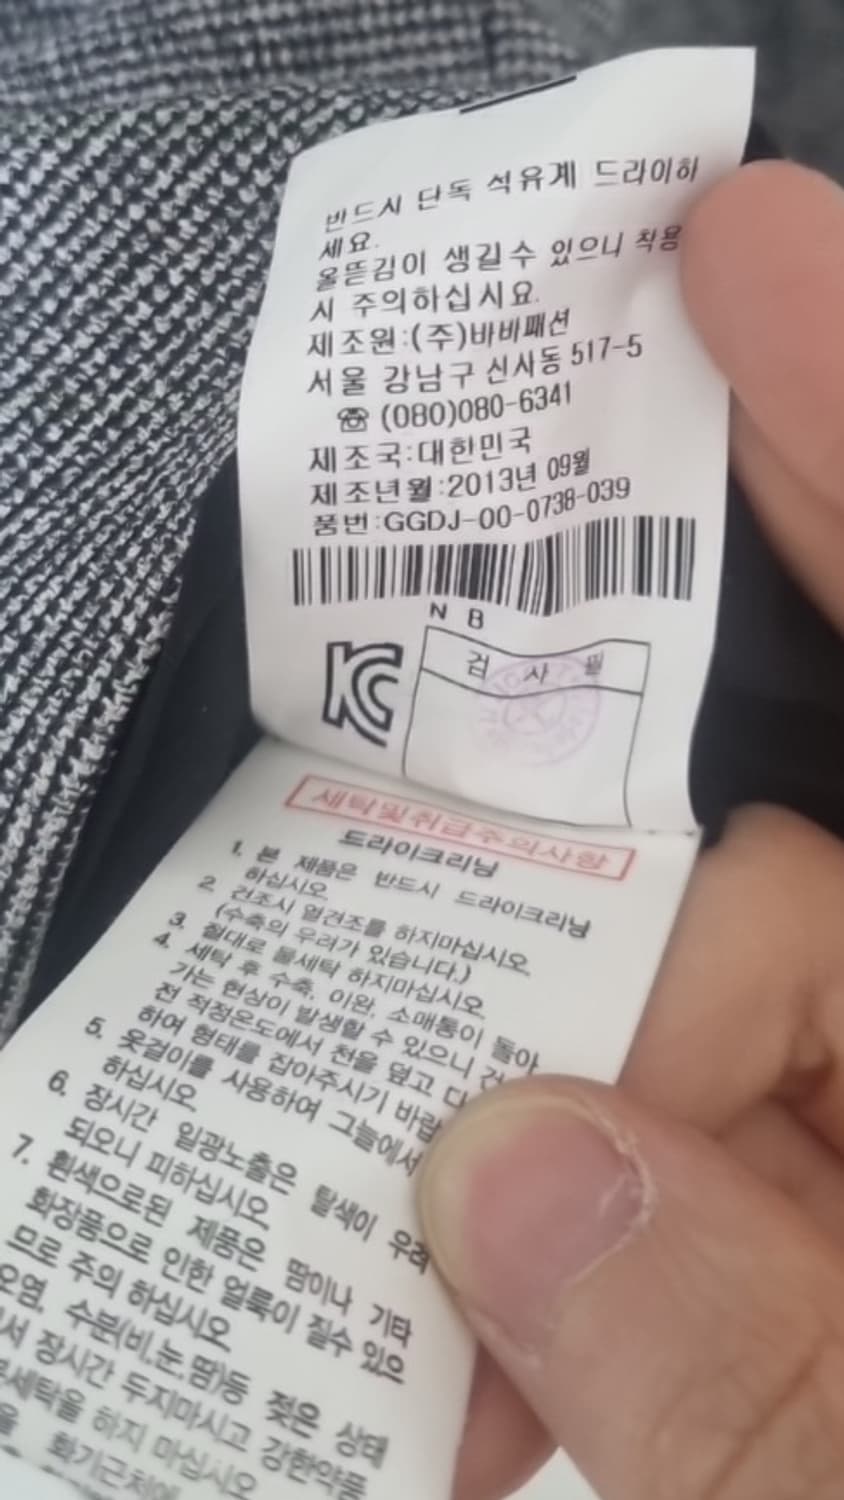 반드시 단독 석유계 드라이하
세요.
올뜯김이 생길수 있으니 착용
시 주의하십시요.
제조원:(주)바바패션
서울 강남구 신사동 517-5
☏ (080)080-6341
제조국:대한민국
제조년월:2013년 09월
품번:GGDJ-00-0738-039
N B
검 사 필
세탁및취급주의사항
드라이크리닝
1. 본 제품은 반드시 드라이크리닝
하십시오.
2. 건조시 열건조를 하지마십시오.
(수축의 우려가 있습니다.)
3. 절대로 물세탁 하지마십시오.
4. 세탁 후 수축, 이완, 소매통이 돌아
가는 현상이 발생할 수 있으니
전 적정온도에서 천을 덮고
하여 형태를 잡아주시기
5. 옷걸이를 사용하여 그늘에서
하십시오.
6. 장시간 일광노출은 탈색이 우려
되오니 피하십시오.
7. 흰색으로된 제품은 땀이나 기타
화장품으로 인한 얼룩이 질수 있으
므로 주의 하십시오.
오염, 수분(비,눈,땀)등 젖은 상태
장시간 두지마시고 강한약품
하지 마십시오
화기근처에